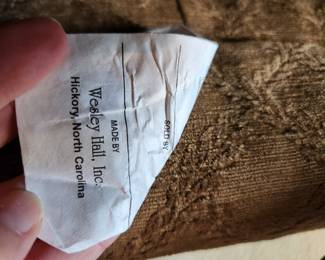 SOLD BY
MADE BY
Wesley Hall, Inc.
Hickory, North Carolina